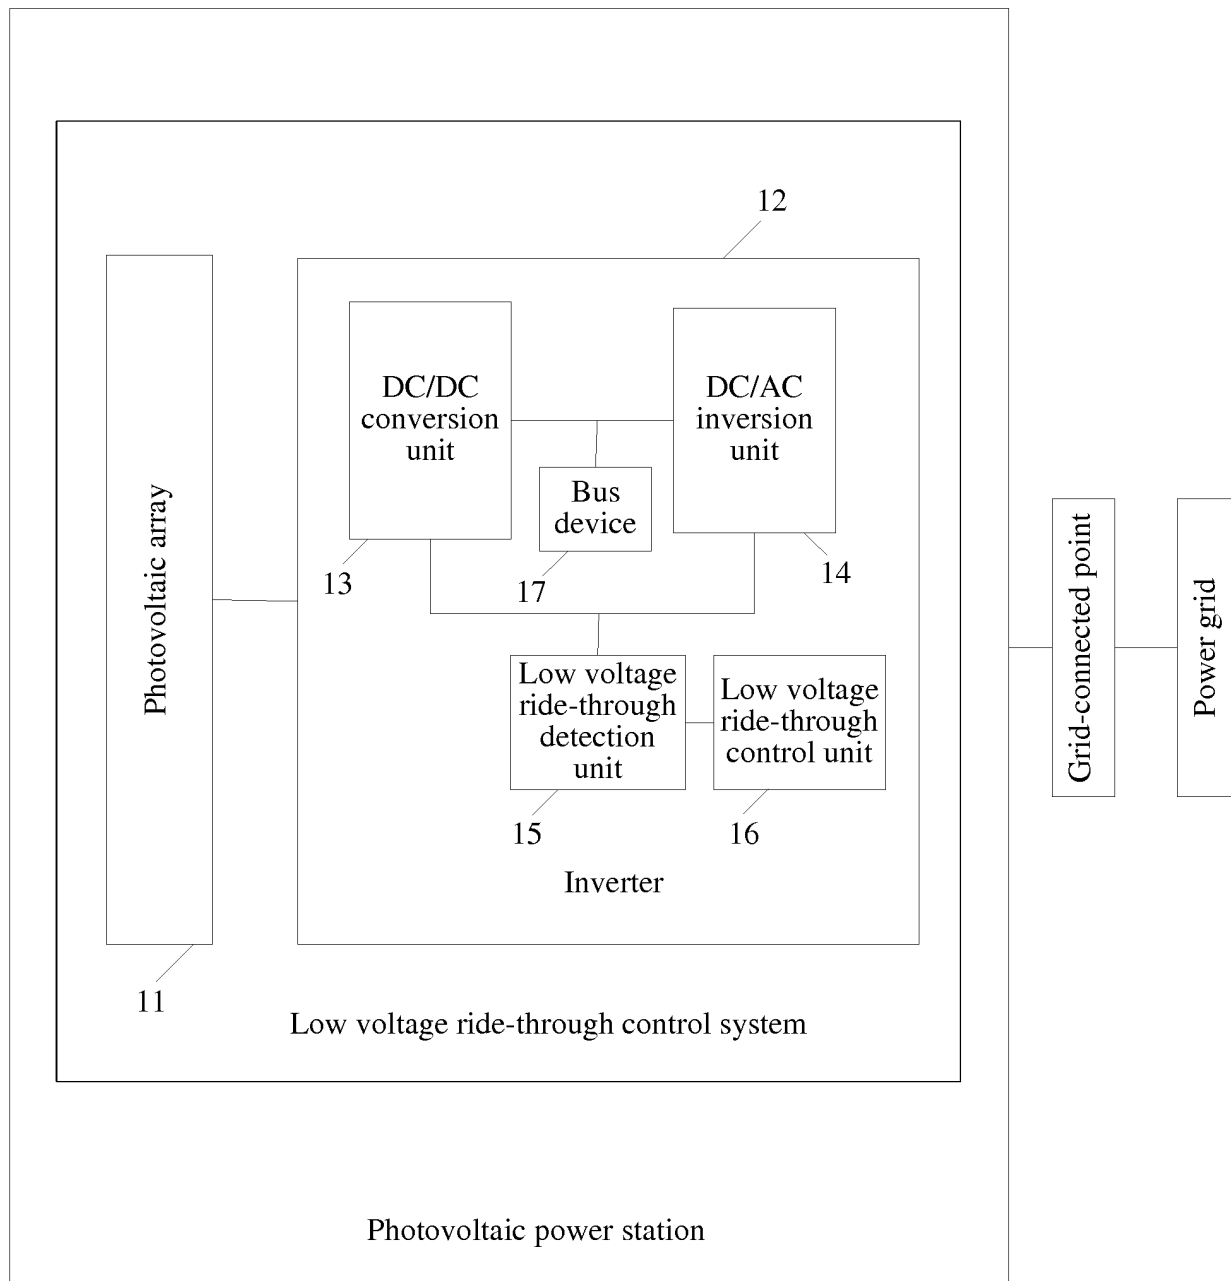 12
DC/DC
conversion
unit
DC/AC
inversion
unit
Bus
device
13
17
14
Photovoltaic array
Grid-connected point
Power grid
Low voltage
ride-through
detection
unit
Low voltage
ride-through
control unit
15
16
Inverter
11
Low voltage ride-through control system
Photovoltaic power station